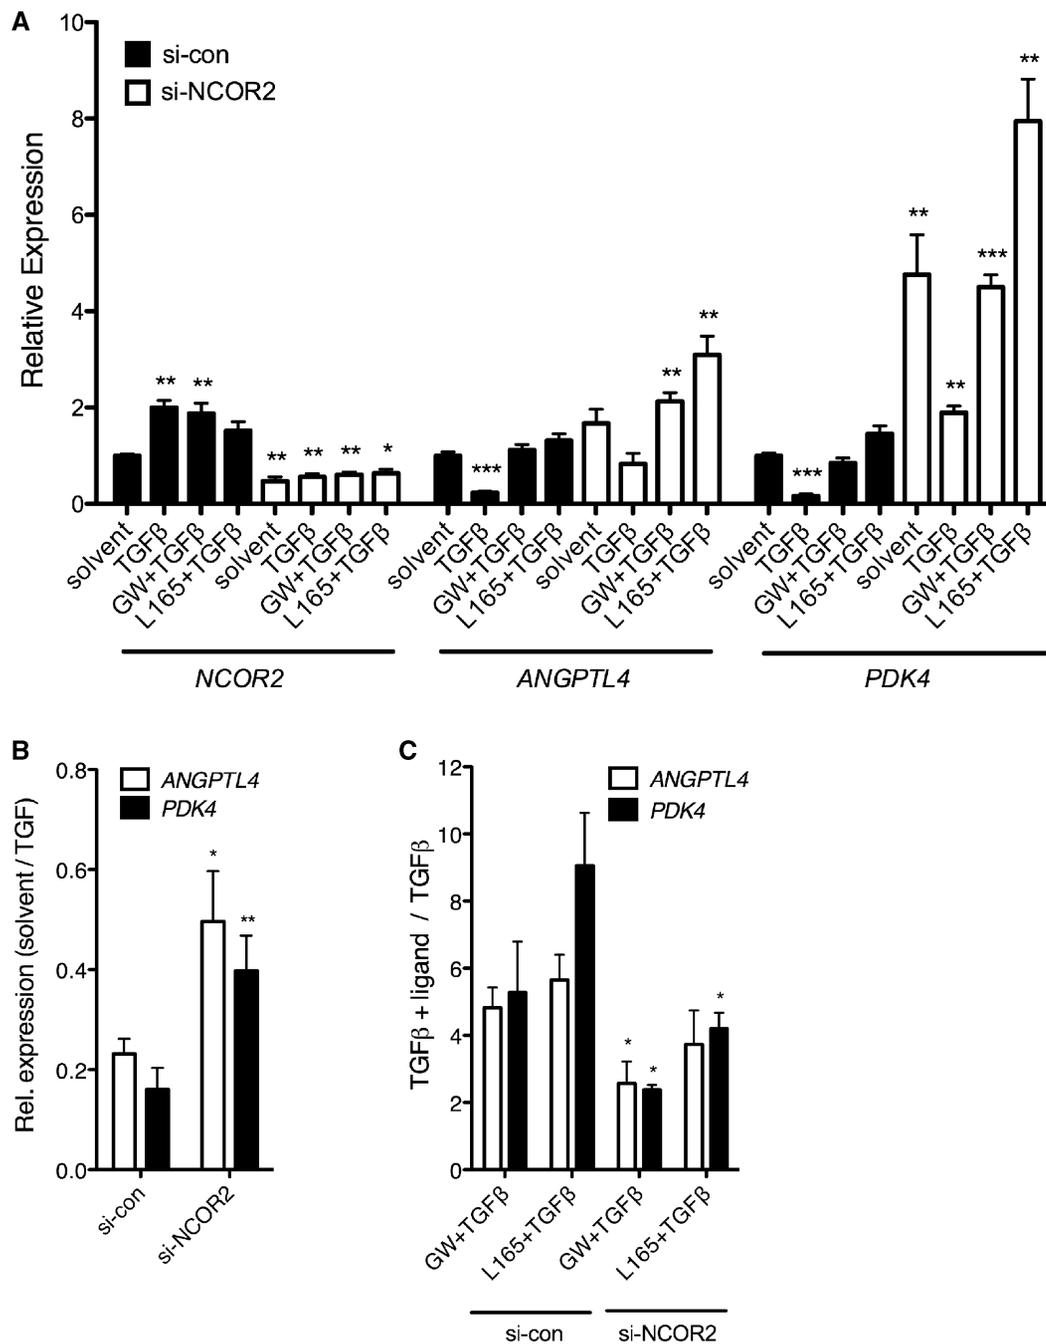 A
10
8
6
4
2
0
Relative Expression
si-con
si-NCOR2
** ** ** ** ** * *** ** ** *** ** ** *** **
solvent TGFβ GW+TGFβ L165+TGFβ solvent TGFβ GW+TGFβ L165+TGFβ solvent TGFβ GW+TGFβ L165+TGFβ solvent TGFβ GW+TGFβ L165+TGFβ solvent TGFβ GW+TGFβ L165+TGFβ solvent TGFβ GW+TGFβ L165+TGFβ
NCOR2 ANGPTL4 PDK4
B
0.8
0.6
0.4
0.2
0.0
Rel. expression (solvent / TGF)
ANGPTL4
PDK4
* **
si-con si-NCOR2
C
12
10
8
6
4
2
0
TGFβ + ligand / TGFβ
ANGPTL4
PDK4
* * *
GW+TGFβ L165+TGFβ GW+TGFβ L165+TGFβ
si-con si-NCOR2